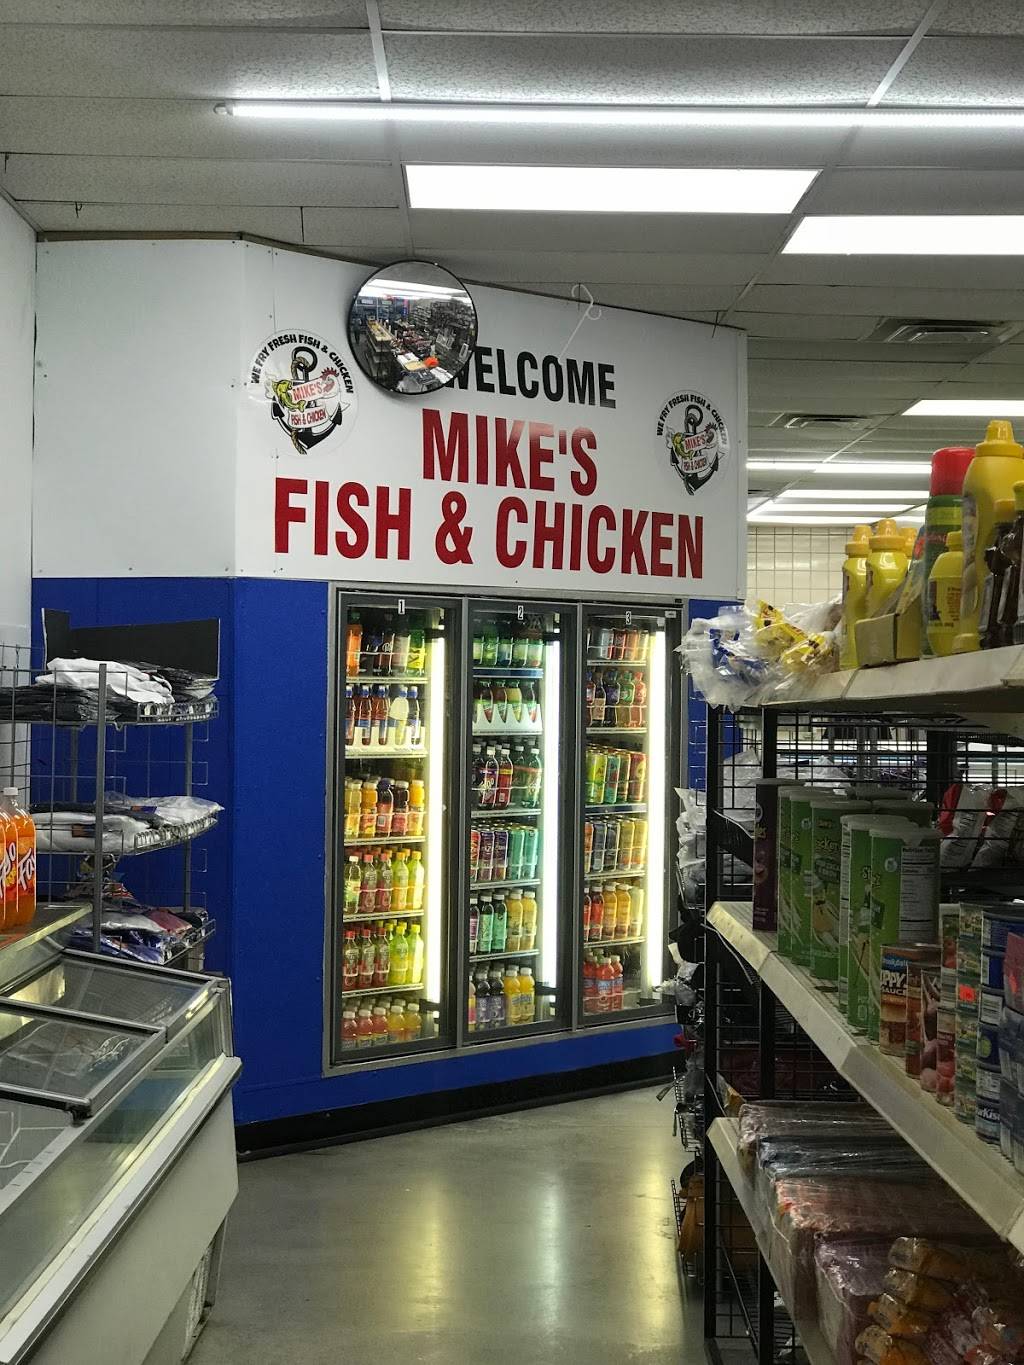 WELCOME
MIKE'S
FISH & CHICKEN
WE FRY FRESH FISH & CHICKEN
MIKE'S
FISH & CHICKEN
WE FRY FRESH FISH & CHICKEN
MIKE'S
FISH & CHICKEN
1
2
3